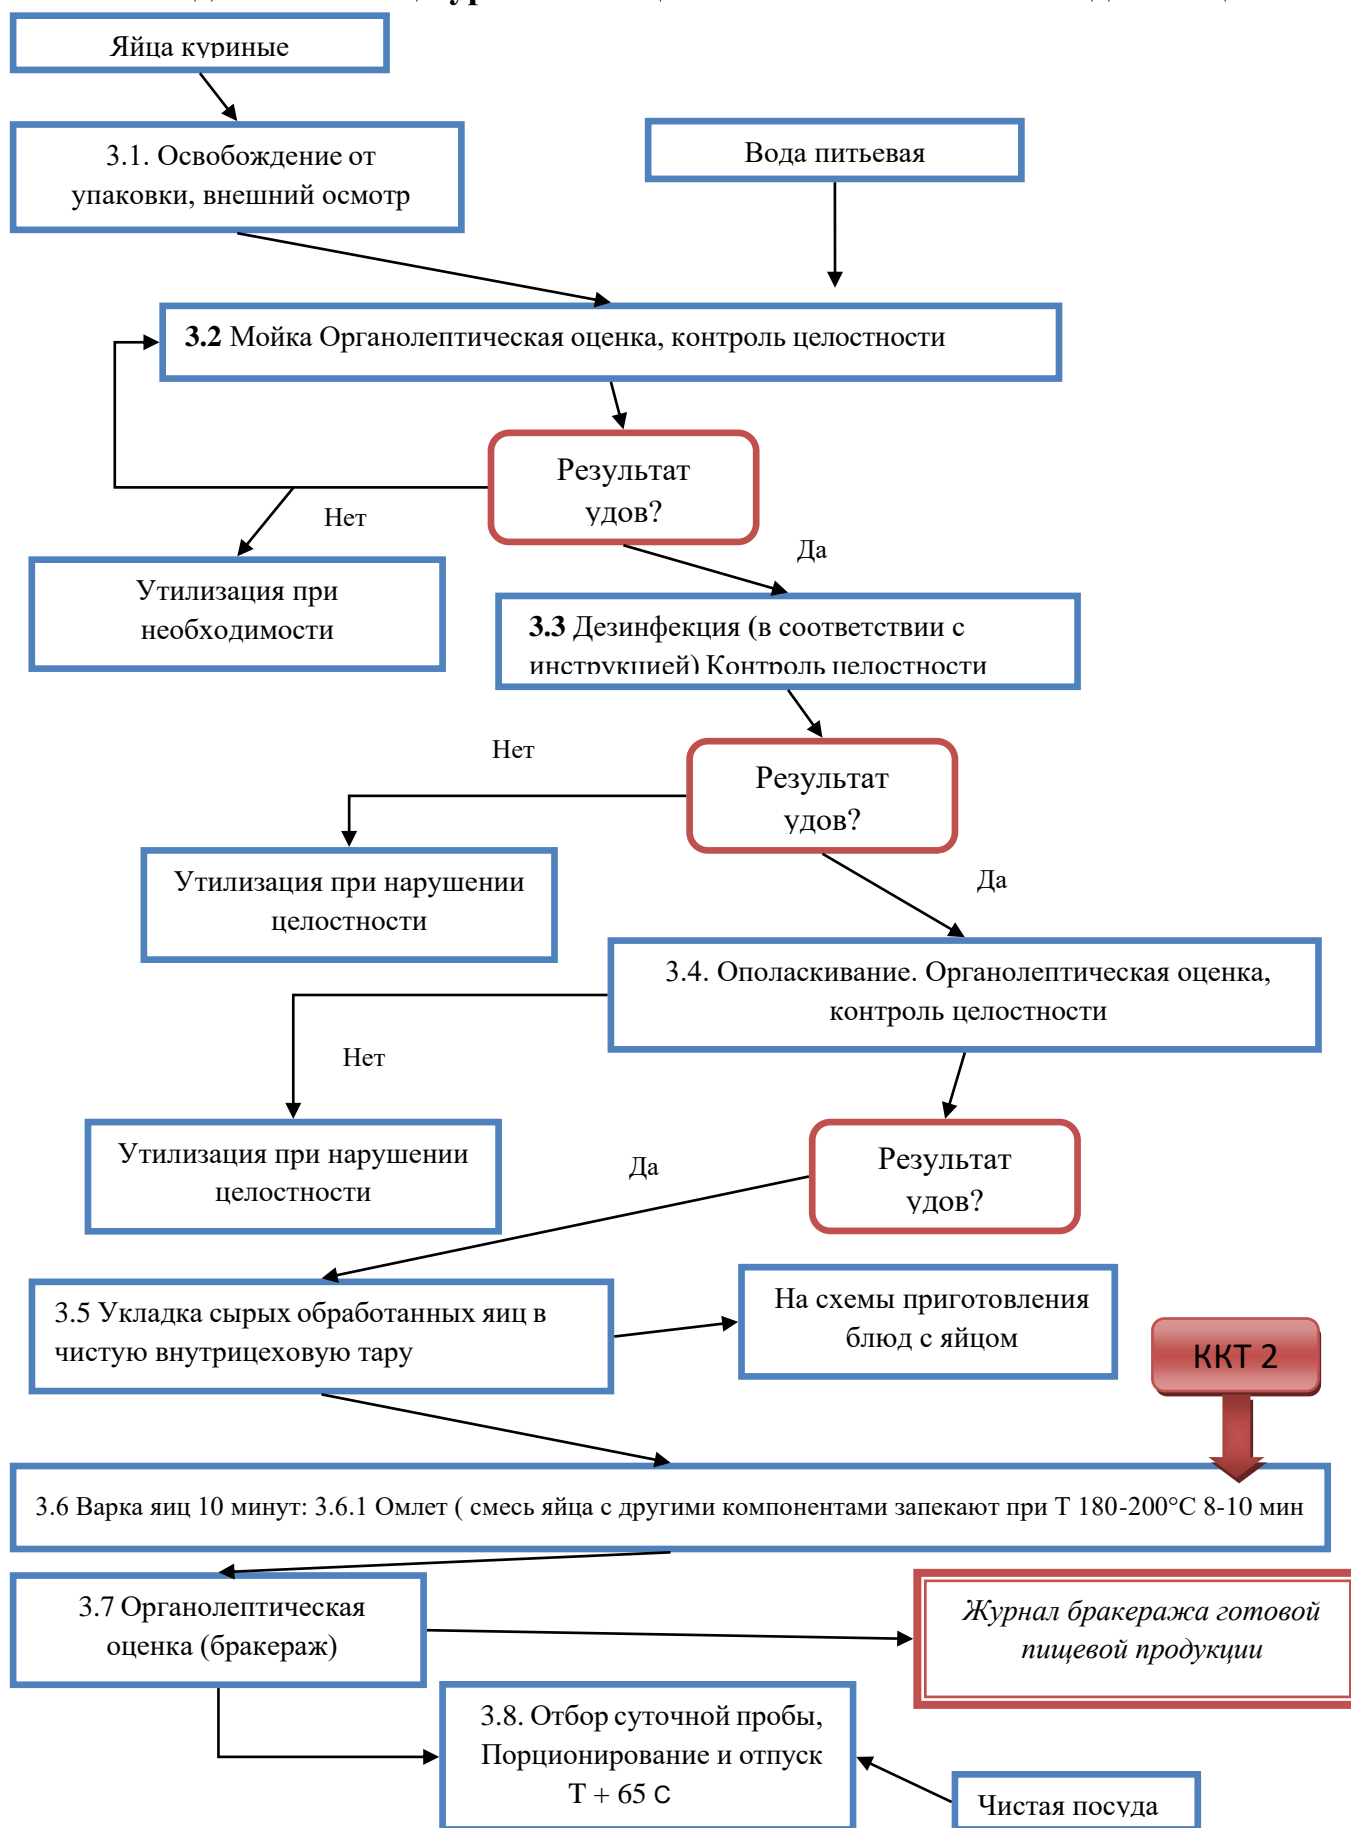 Яйца куриные
3.1. Освобождение от
упаковки, внешний осмотр
Вода питьевая
3.2 Мойка Органолептическая оценка, контроль целостности
Результат
удов?
Нет
Да
Утилизация при
необходимости
3.3 Дезинфекция (в соответствии с
инструкцией) Контроль целостности
Нет
Результат
удов?
Да
Утилизация при нарушении
целостности
3.4. Ополаскивание. Органолептическая оценка,
контроль целостности
Нет
Утилизация при нарушении
целостности
Да
Результат
удов?
3.5 Укладка сырых обработанных яиц в
чистую внутрицеховую тару
На схемы приготовления
блюд с яйцом
ККТ 2
3.6 Варка яиц 10 минут: 3.6.1 Омлет ( смесь яйца с другими компонентами запекают при Т 180-200°С 8-10 мин
3.7 Органолептическая
оценка (бракераж)
Журнал бракеража готовой
пищевой продукции
3.8. Отбор суточной пробы,
Порционирование и отпуск
Т + 65 С
Чистая посуда